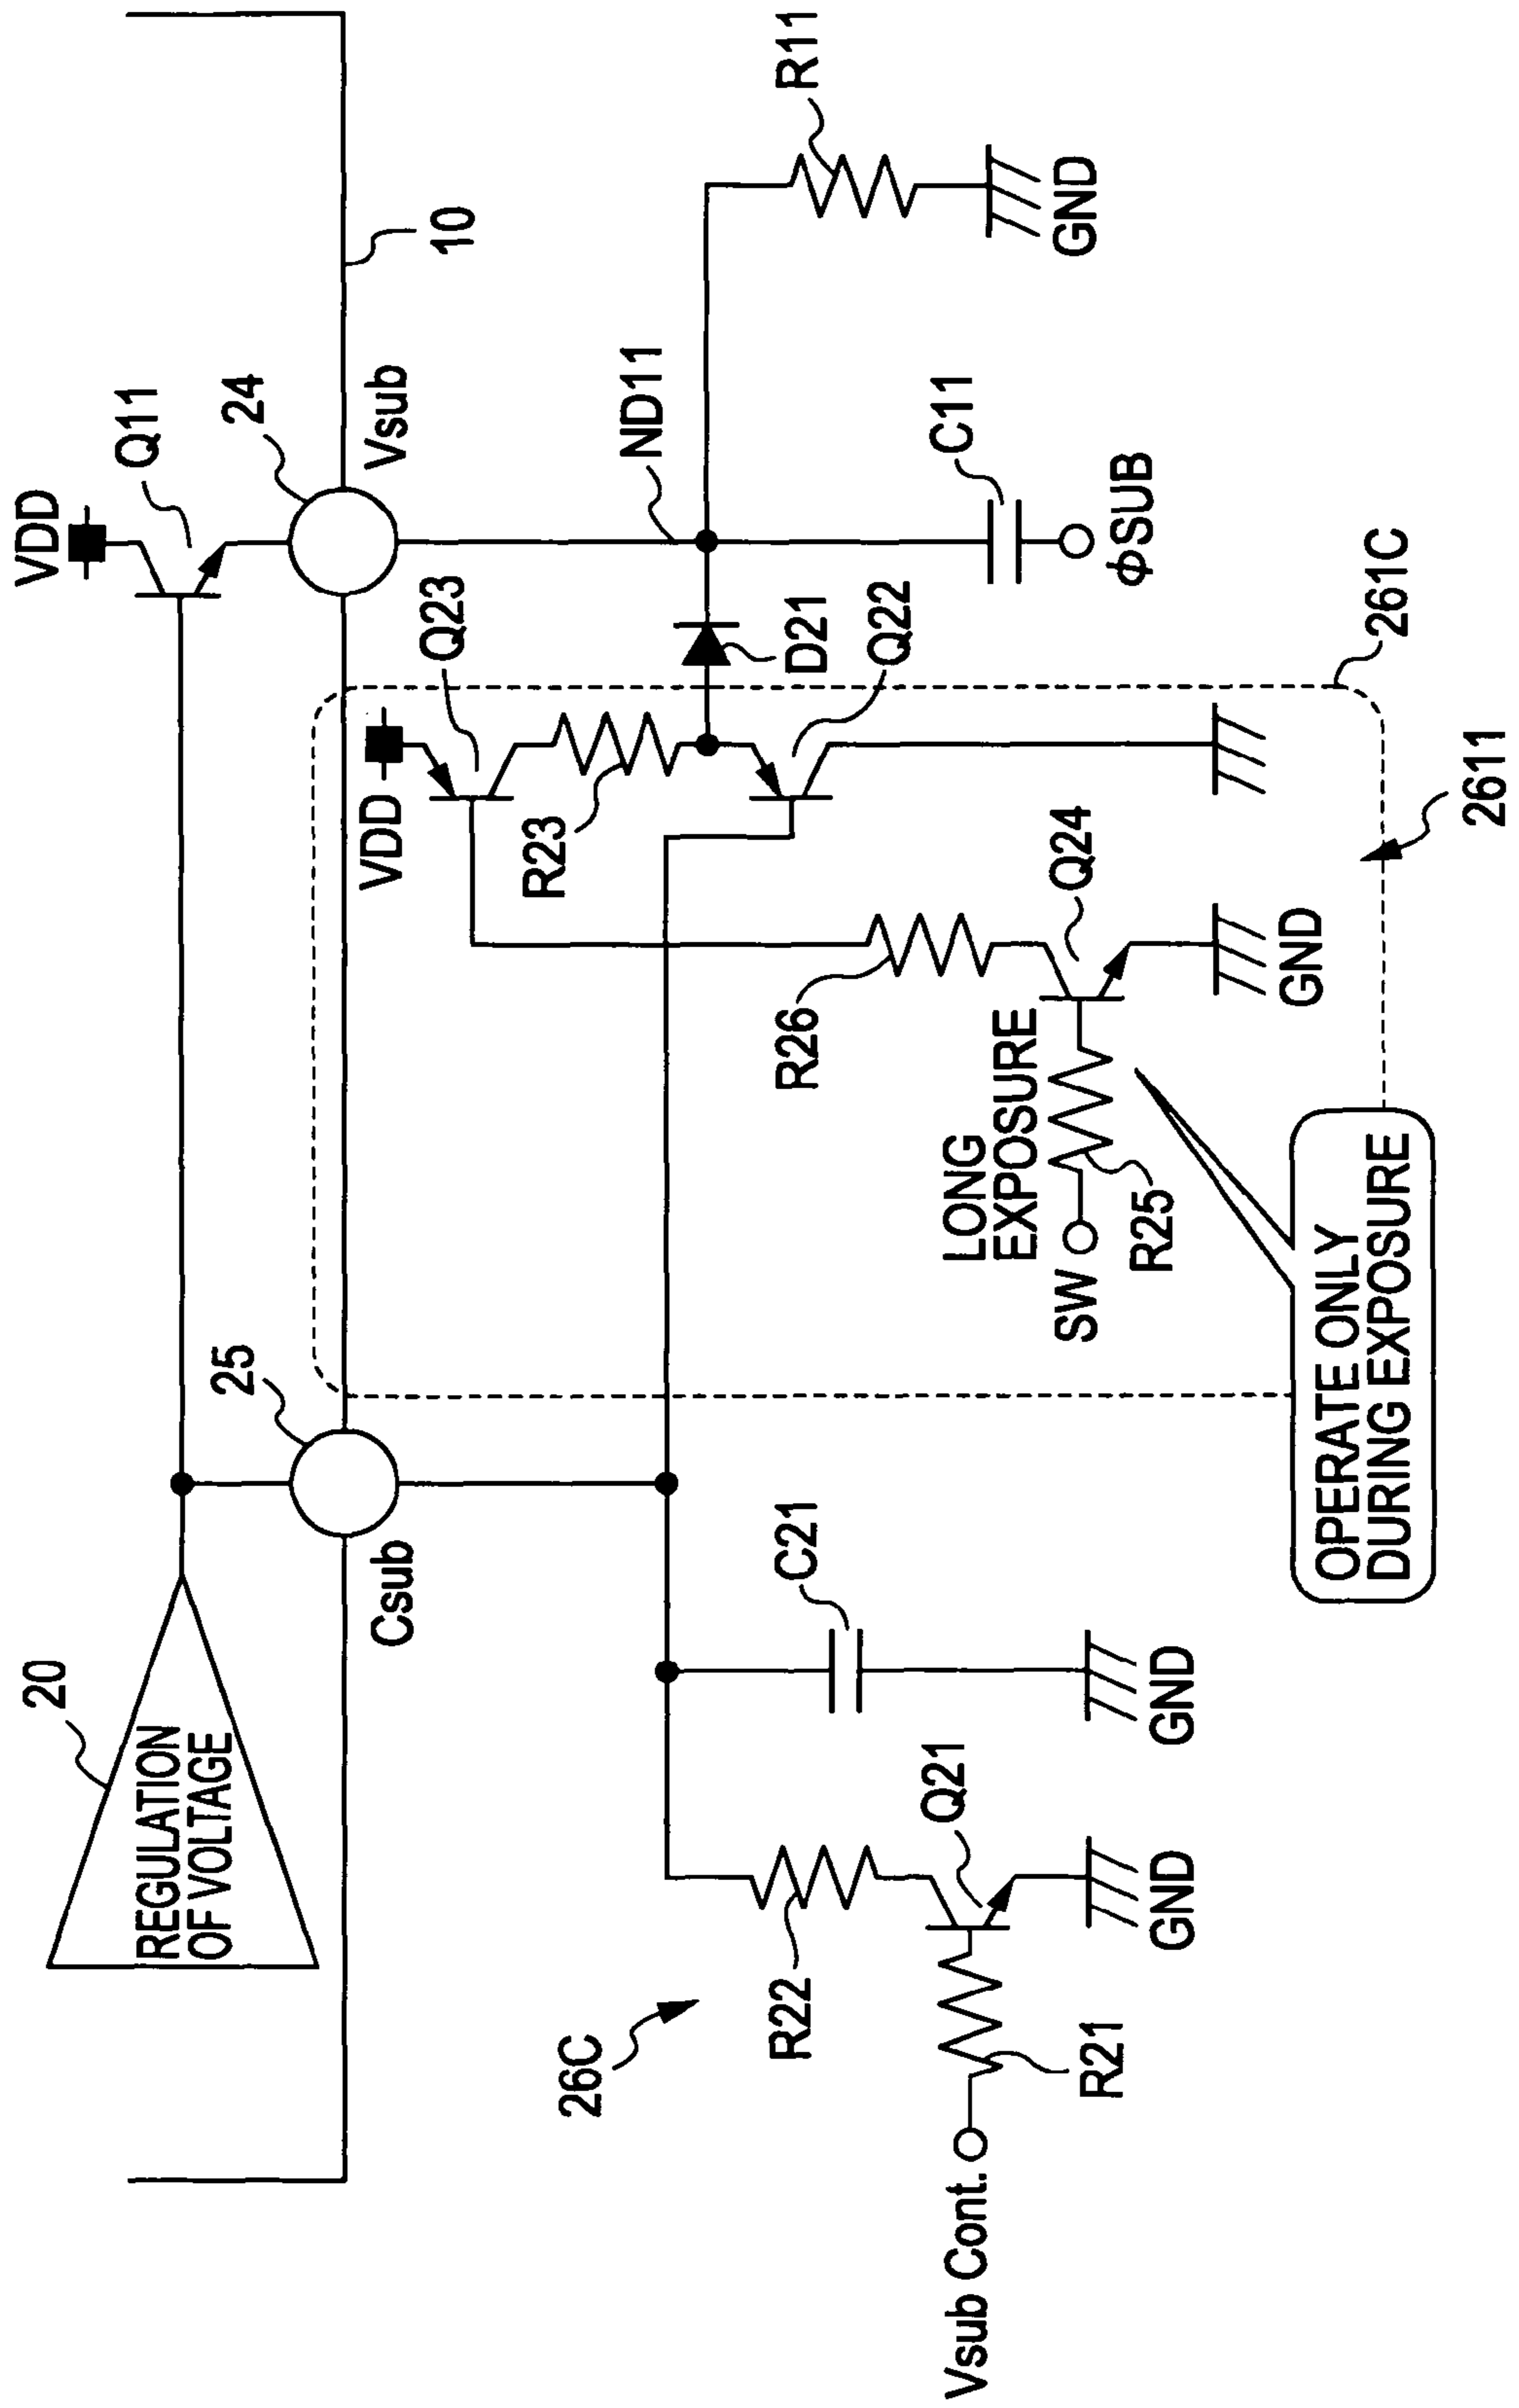 VDD
Q11
24
Vsub
10
20
REGULATION
OF VOLTAGE
25
Csub
VDD
Q23
R23
ND11
R11
GND
D21
Q22
C11
ΦSUB
261C
2611
Q24
GND
R26
LONG
EXPOSURE
SW
R25
OPERATE ONLY
DURING EXPOSURE
C21
GND
26C
R22
Q21
GND
R21
Vsub Cont.